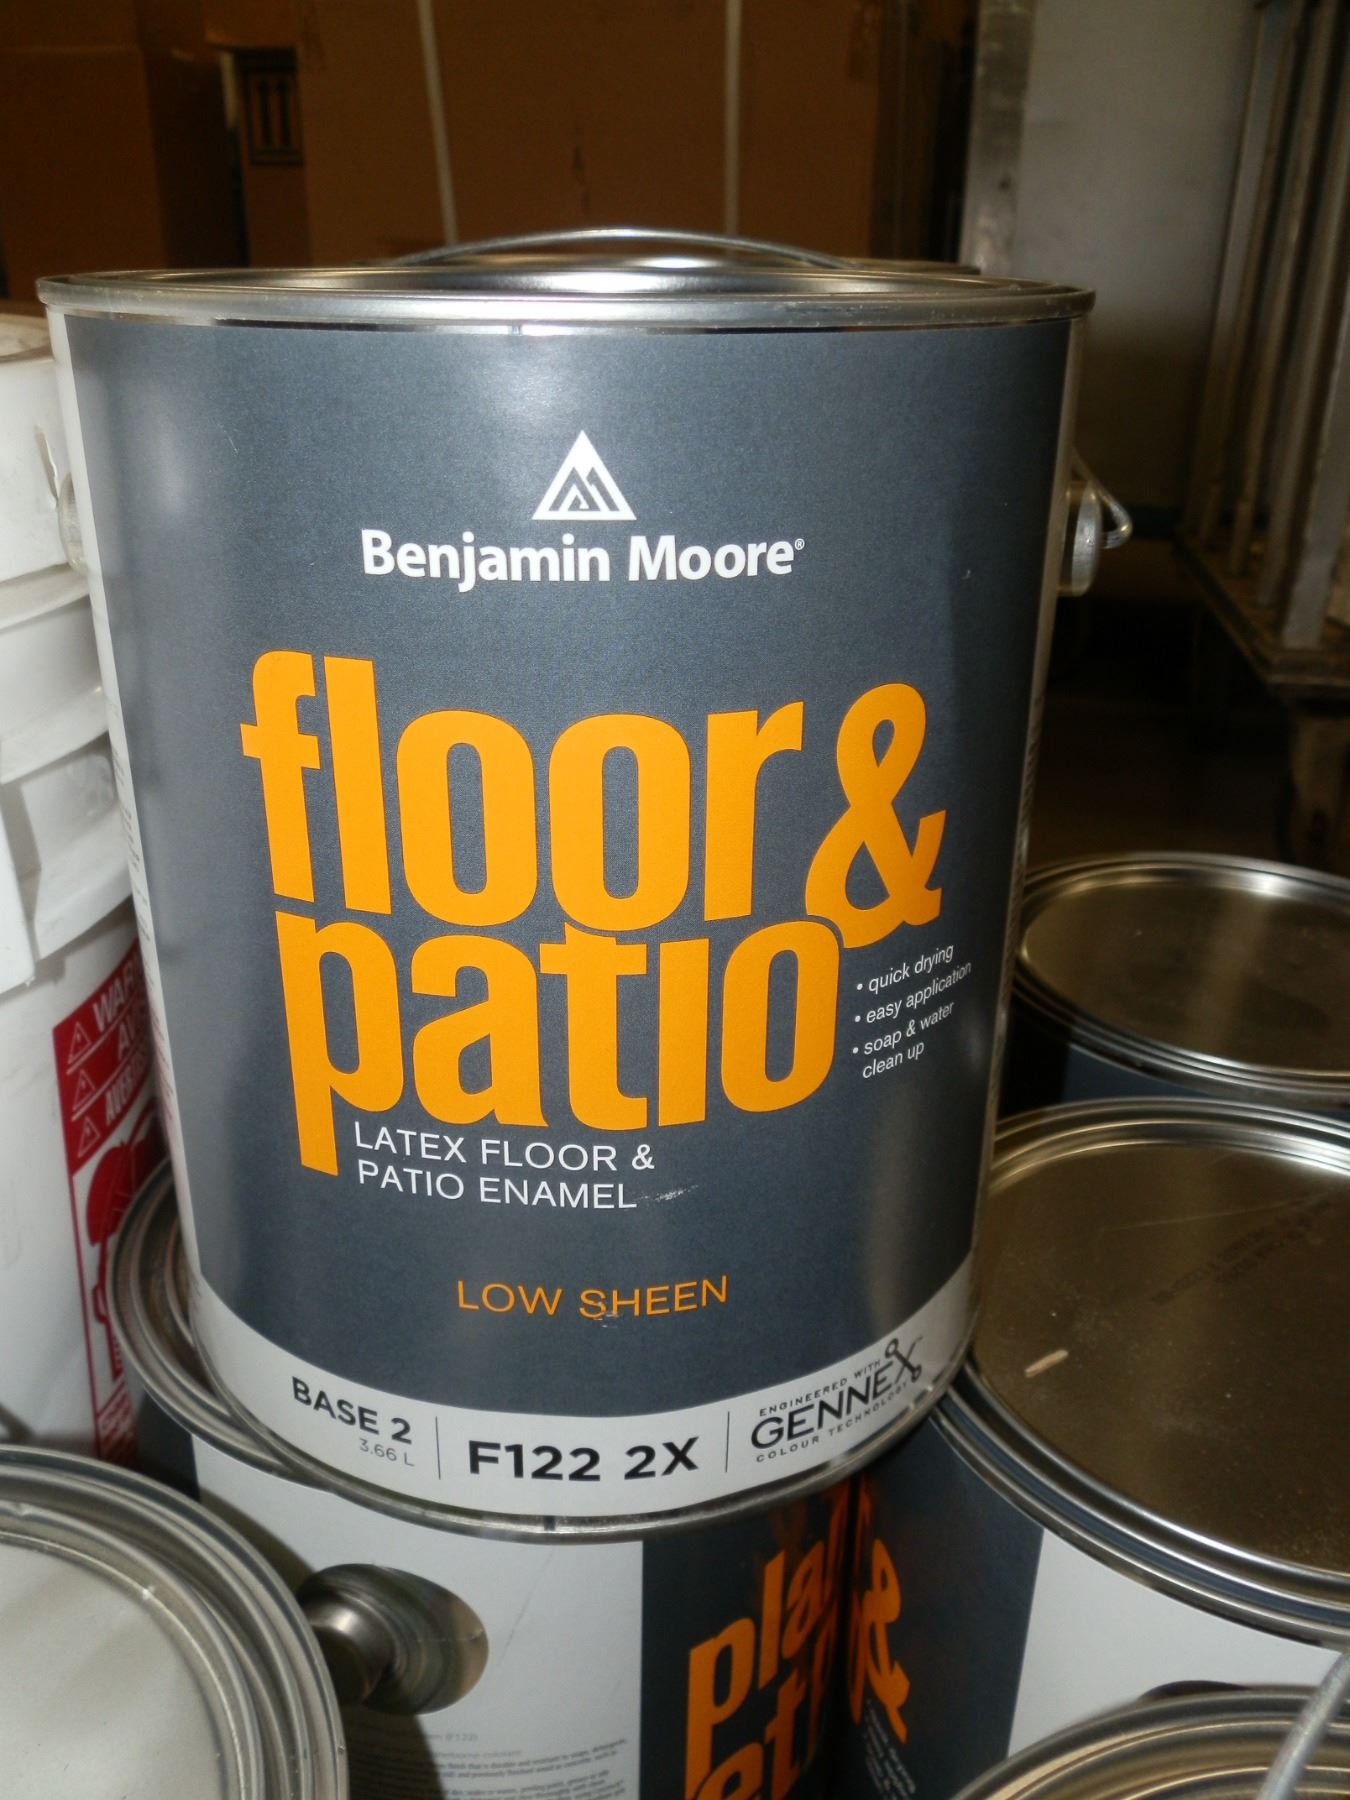 Benjamin Moore®
floor &
patio
• quick drying
• easy application
• soap & water
clean up
LATEX FLOOR &
PATIO ENAMEL
LOW SHEEN
BASE 2
3.66 L
F122 2X
ENGINEERED WITH
GENNEX
COLOUR TECHNOLOGY
&